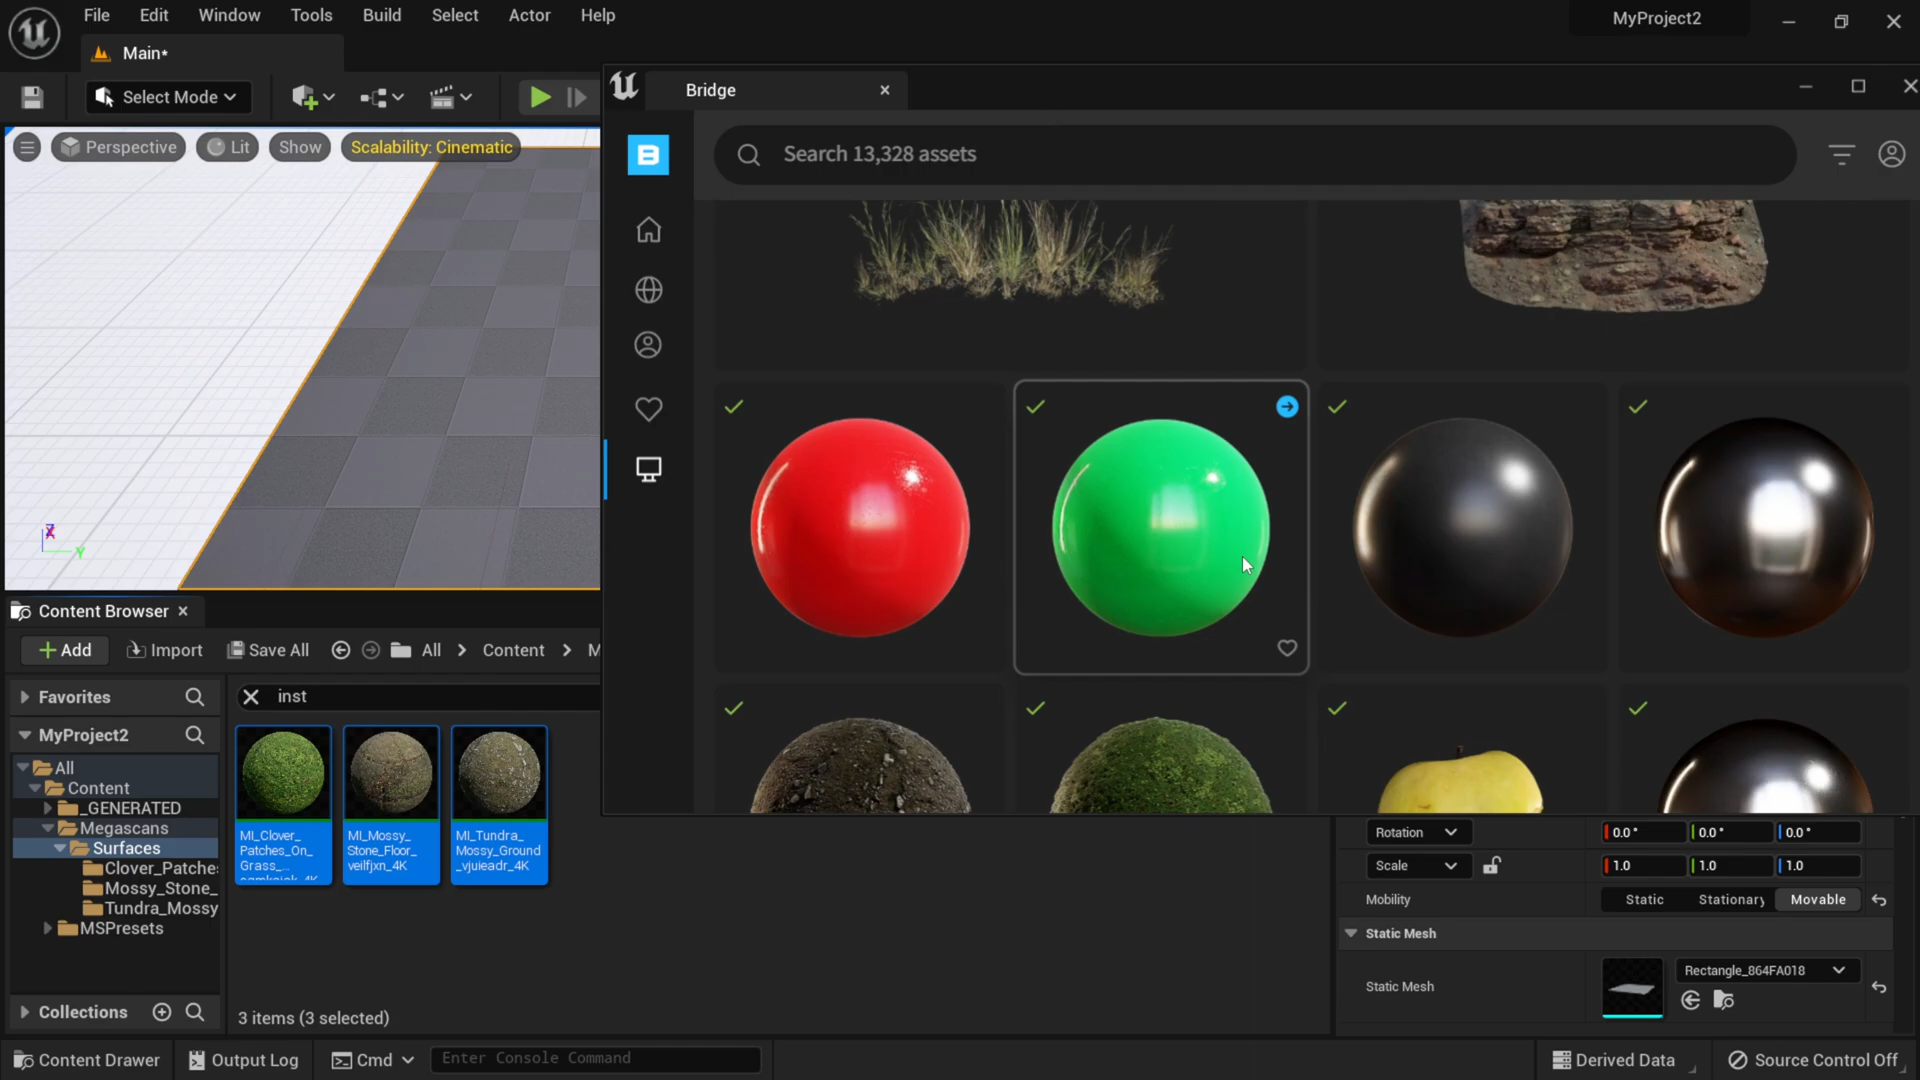 File Edit Window Tools Build Select Actor Help
MyProject2
Main*
Select Mode
Bridge
Perspective Lit Show Scalability: Cinematic
B
Search 13,328 assets
Z
X
Y
Content Browser
Add Import Save All All Content M
Favorites
inst
MyProject2
All
Content
_GENERATED
Megascans
Surfaces
Clover_Patche
Mossy_Stone_
Tundra_Mossy
MSPresets
MI_Clover_
Patches_On_
Grass_...
MI_Mossy_
Stone_Floor_
veilfjxn_4K
MI_Tundra_
Mossy_Ground
_vjuieadr_4K
Collections
3 items (3 selected)
Rotation 0.0° 0.0° 0.0°
Scale 1.0 1.0 1.0
Mobility Static Stationary Movable
Static Mesh
Static Mesh Rectangle_864FA018
Content Drawer Output Log Cmd Enter Console Command Derived Data Source Control Off